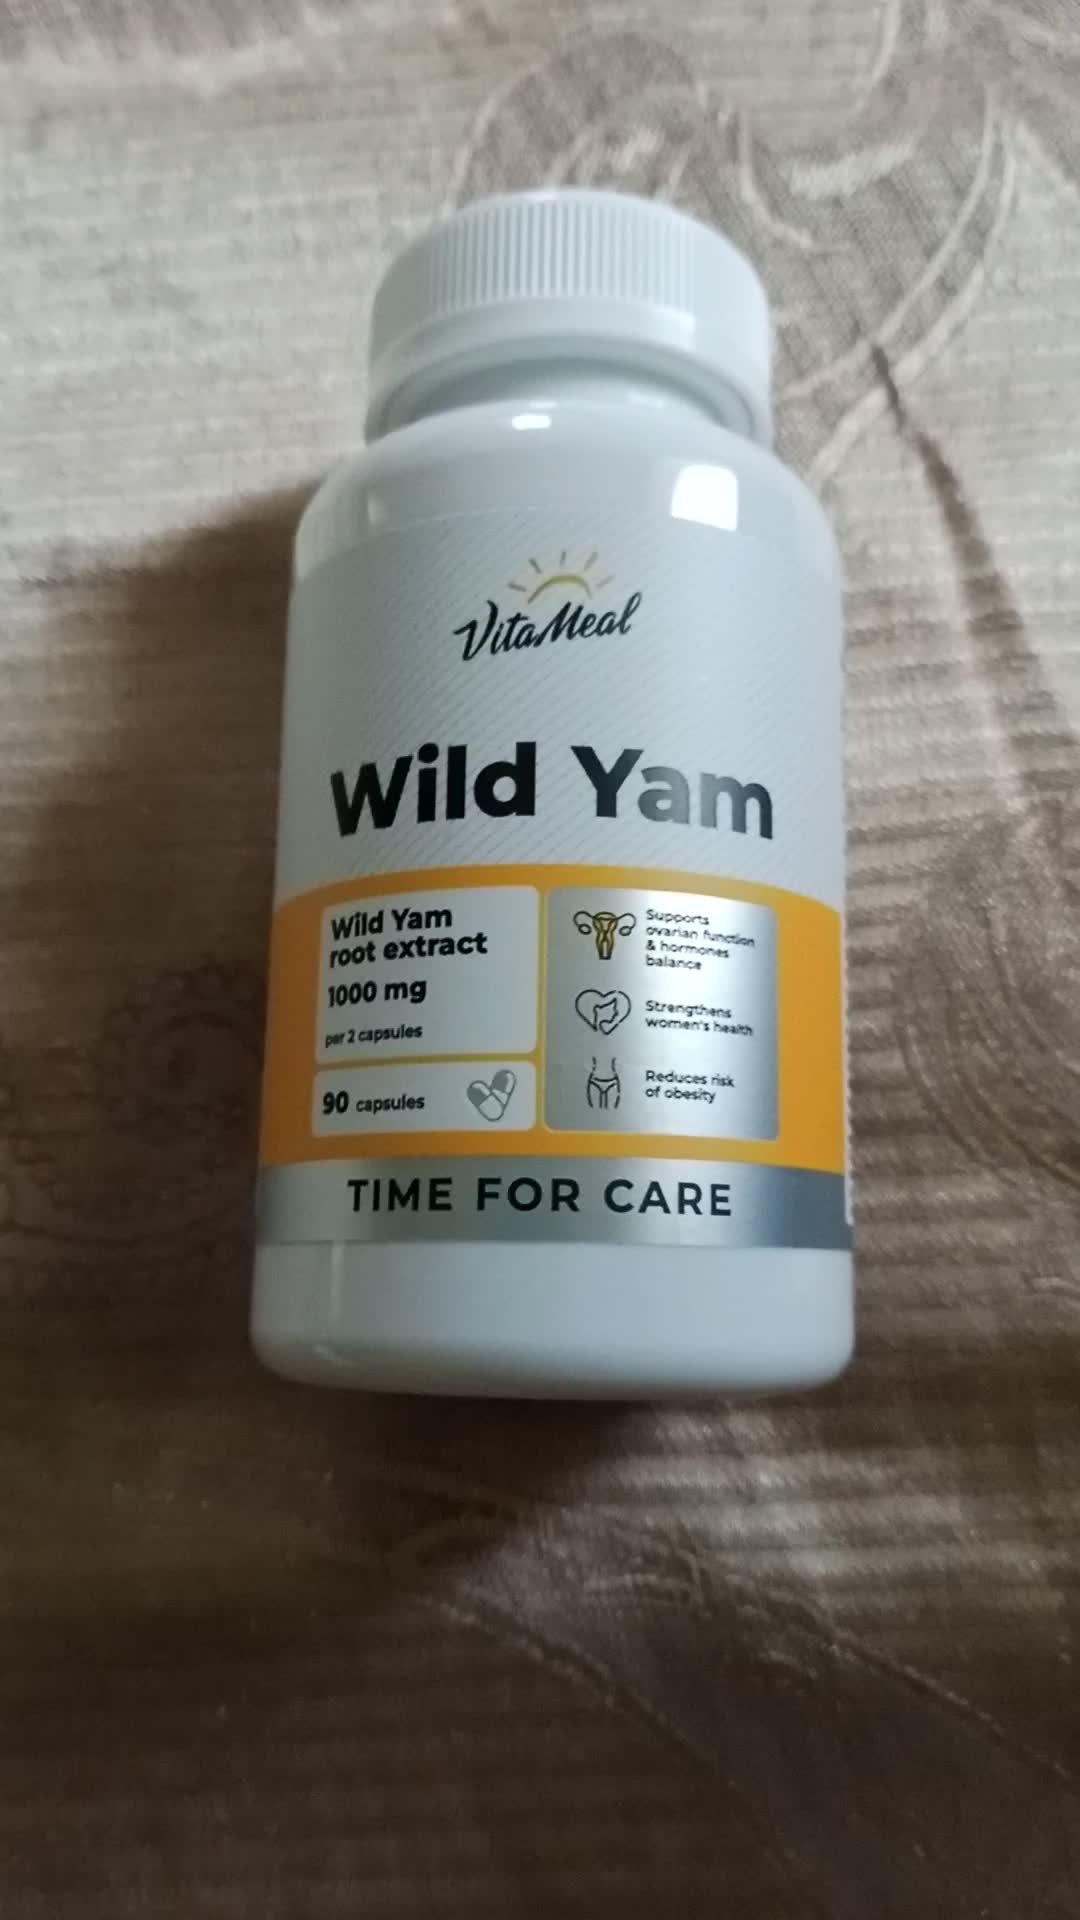 VitaMeal
Wild Yam
Wild Yam
root extract
1000 mg
per 2 capsules
90 capsules
Supports
ovarian function
& hormones
balance
Strengthens
women's health
Reduces risk
of obesity
TIME FOR CARE